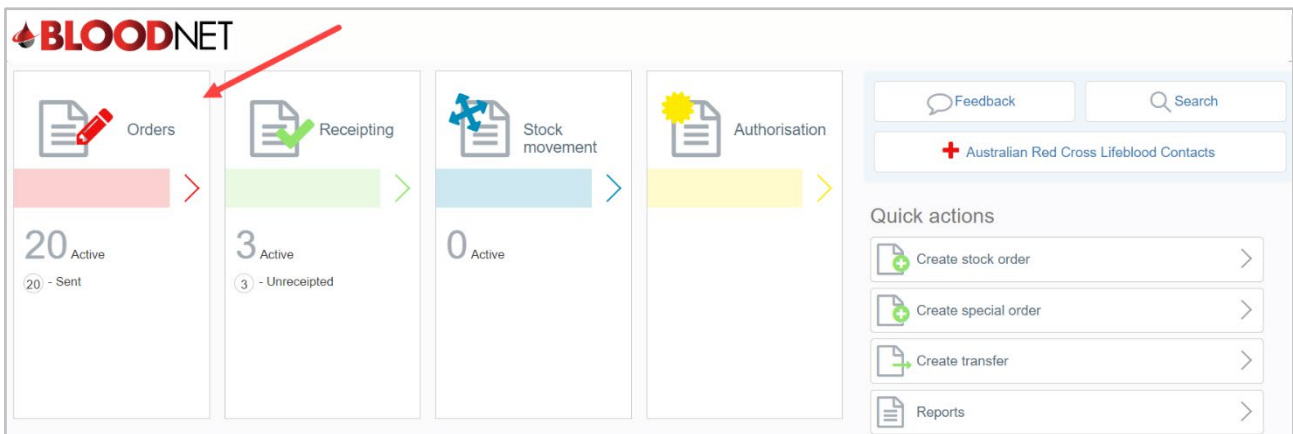 BLOODNET
Orders
Receipting
Stock
movement
Authorisation
20 Active
20 - Sent
3 Active
3 - Unreceipted
0 Active
Feedback
Search
Australian Red Cross Lifeblood Contacts
Quick actions
Create stock order
Create special order
Create transfer
Reports